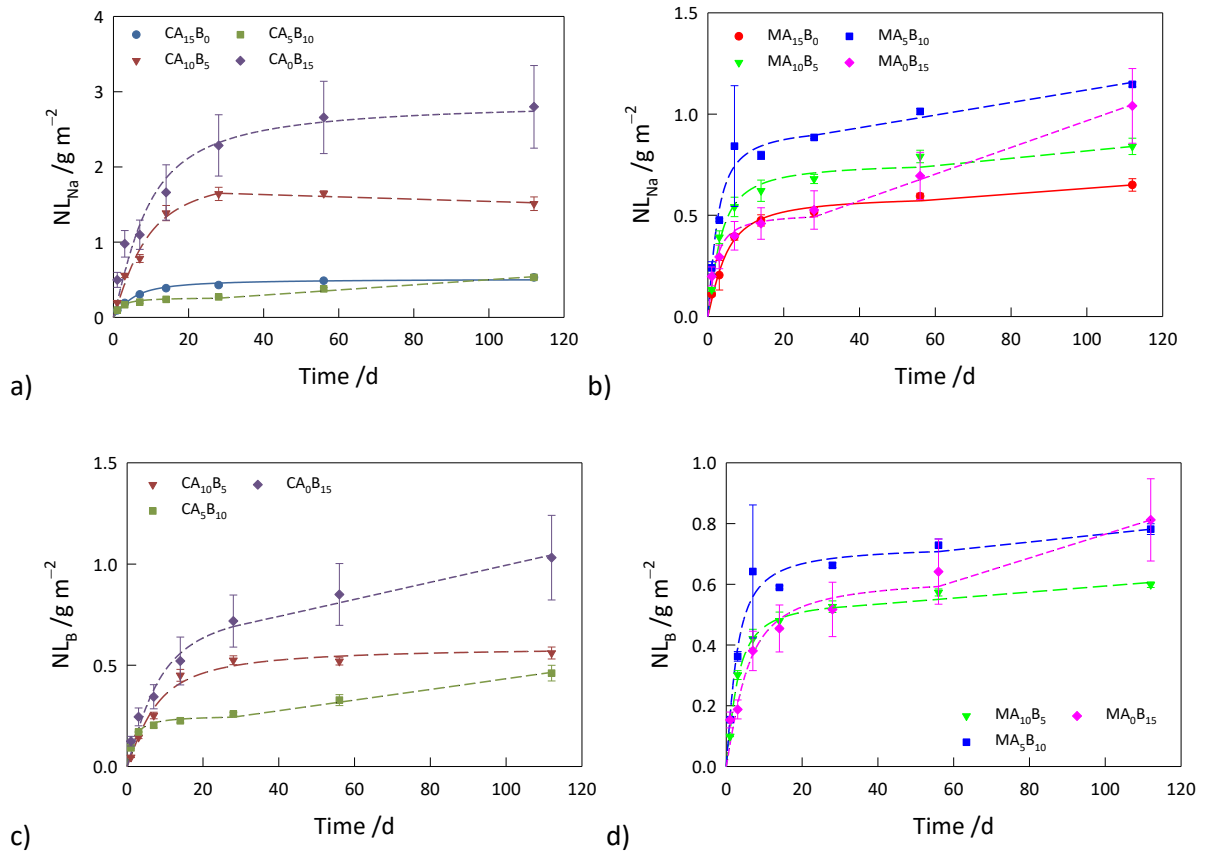 4
3
2
1
0
NL_Na /g m⁻²
CA₁₅B₀ CA₅B₁₀
CA₁₀B₅ CA₀B₁₅
0 20 40 60 80 100 120
Time /d
a)
1.5
1.0
0.5
0.0
NL_Na /g m⁻²
MA₁₅B₀ MA₅B₁₀
MA₁₀B₅ MA₀B₁₅
0 20 40 60 80 100 120
Time /d
b)
1.5
1.0
0.5
0.0
NL_B /g m⁻²
CA₁₀B₅ CA₀B₁₅
CA₅B₁₀
0 20 40 60 80 100 120
Time /d
c)
1.0
0.8
0.6
0.4
0.2
0.0
NL_B /g m⁻²
MA₁₀B₅ MA₀B₁₅
MA₅B₁₀
0 20 40 60 80 100 120
Time /d
d)